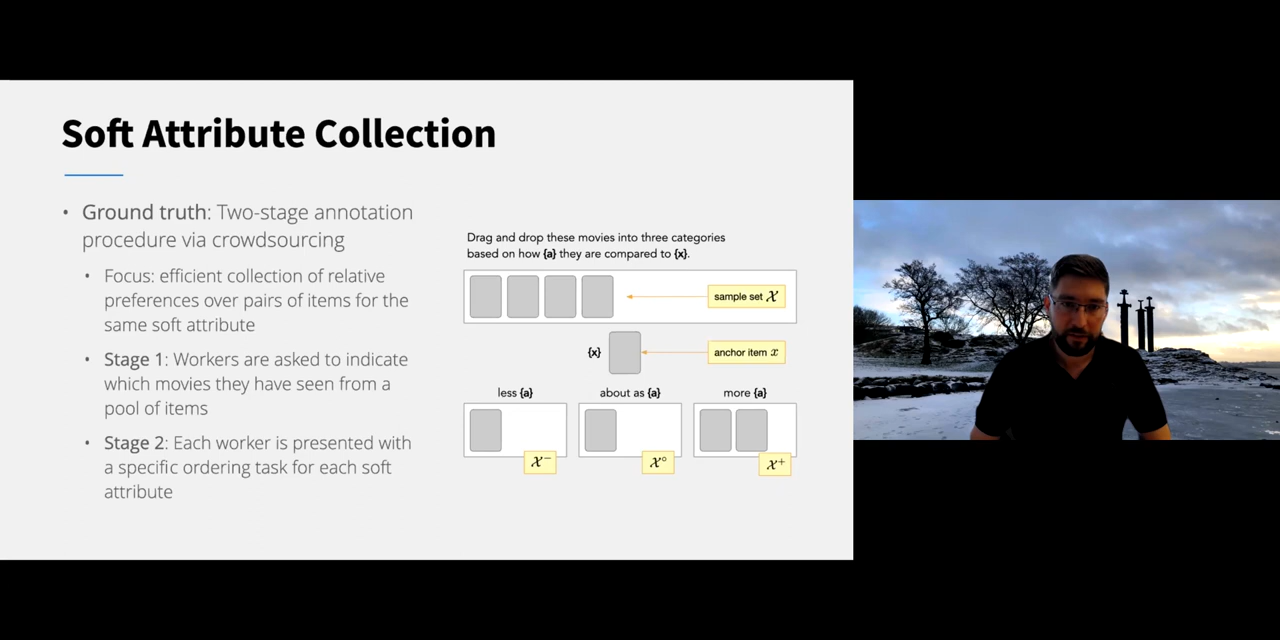 Soft Attribute Collection
• Ground truth: Two-stage annotation
procedure via crowdsourcing
• Focus: efficient collection of relative
preferences over pairs of items for the
same soft attribute
• Stage 1: Workers are asked to indicate
which movies they have seen from a
pool of items
• Stage 2: Each worker is presented with
a specific ordering task for each soft
attribute
Drag and drop these movies into three categories
based on how {a} they are compared to {x}.
sample set 𝒳
{x}
anchor item x
less {a} about as {a} more {a}
𝒳⁻ 𝒳° 𝒳⁺